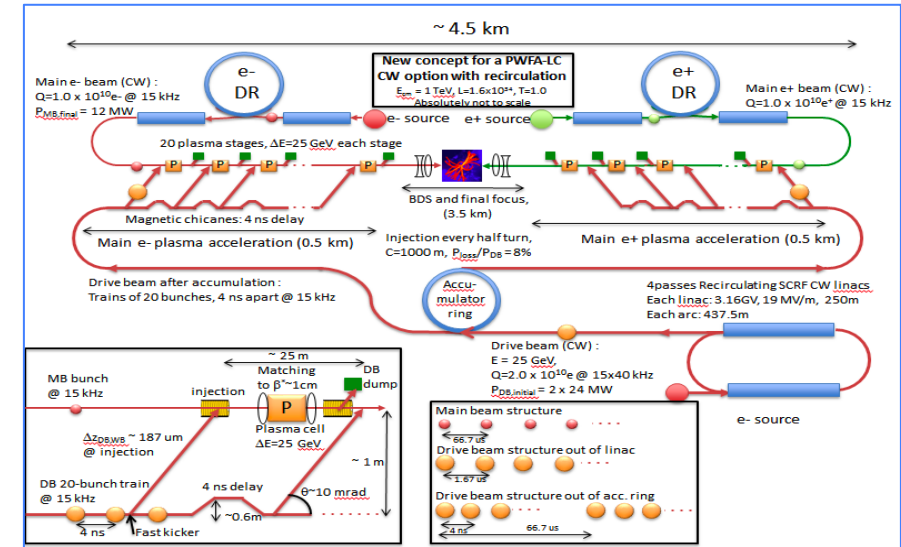 ~ 4.5 km
New concept for a PWFA-LC
CW option with recirculation
E_cm = 1 TeV, L=1.6x10³⁴, T=1.0
Absolutely not to scale
Main e- beam (CW) :
Q=1.0 x 10¹⁰e- @ 15 kHz
P_MB,final = 12 MW
e-
DR
e- source
e+ source
e+
DR
Main e+ beam (CW) :
Q=1.0 x 10¹⁰e⁺ @ 15 kHz
20 plasma stages, ΔE=25 GeV each stage
P
P
P
P
P
P
P
P
Magnetic chicanes: 4 ns delay
Main e- plasma acceleration (0.5 km)
BDS and final focus,
(3.5 km)
Main e+ plasma acceleration (0.5 km)
Injection every half turn,
C=1000 m, P_loss/P_DB = 8%
Drive beam after accumulation :
Trains of 20 bunches, 4 ns apart @ 15 kHz
Accu-
mulator
ring
4passes Recirculating SCRF CW linacs
Each linac: 3.16GV, 19 MV/m, 250m
Each arc: 437.5m
Drive beam (CW) :
E = 25 GeV,
Q=2.0 x 10¹⁰e @ 15x40 kHz
P_DB,initial = 2 x 24 MW
e- source
~ 25 m
MB bunch
@ 15 kHz
injection
Matching
to β*~1cm
DB
dump
P
Plasma cell
ΔE=25 GeV
Δz_DB,WB ~ 187 um
@ injection
~ 1 m
DB 20-bunch train
@ 15 kHz
4 ns delay
θ~10 mrad
4 ns
~0.6m
Fast kicker
Main beam structure
66.7 us
Drive beam structure out of linac
1.67 us
Drive beam structure out of acc. ring
4 ns
66.7 us